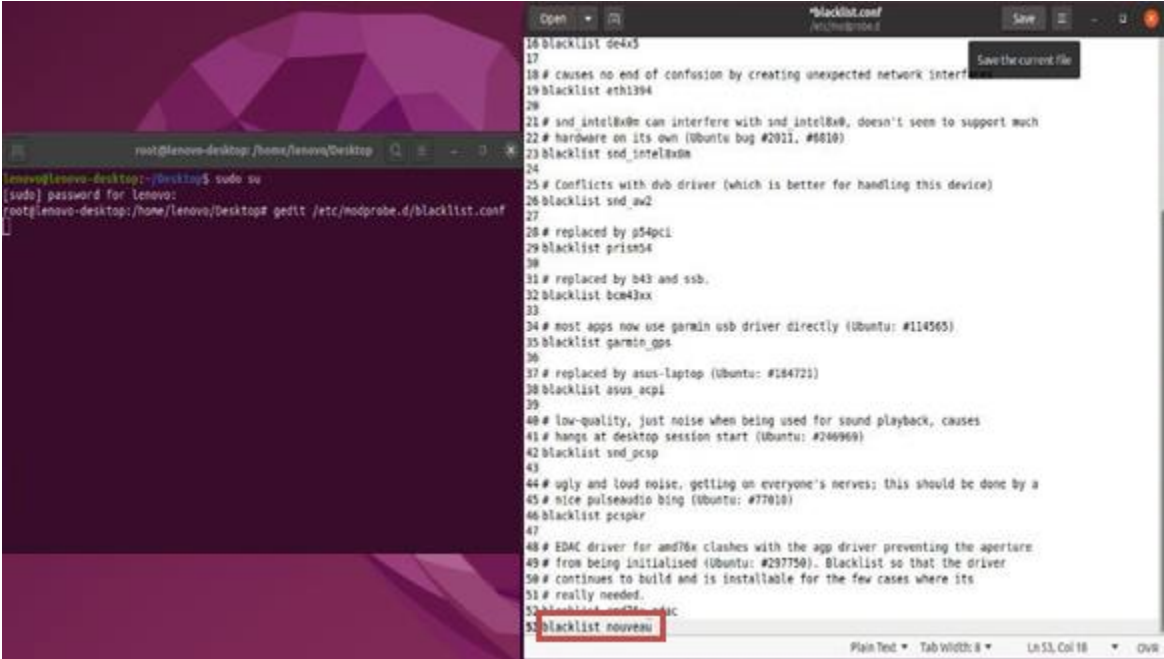 root@lenovo-desktop: /home/lenovo/Desktop
lenovo@lenovo-desktop:~/Desktop$ sudo su
[sudo] password for lenovo:
root@lenovo-desktop:/home/lenovo/Desktop# gedit /etc/modprobe.d/blacklist.conf
Open
*blacklist.conf
/etc/modprobe.d
Save
Save the current file
16 blacklist de4x5
17
18 # causes no end of confusion by creating unexpected network interfaces
19 blacklist eth1394
20
21 # snd_intel8x0m can interfere with snd_intel8x0, doesn't seem to support much
22 # hardware on its own (Ubuntu bug #2011, #6810)
23 blacklist snd_intel8x0m
24
25 # Conflicts with dvb driver (which is better for handling this device)
26 blacklist snd_aw2
27
28 # replaced by p54pci
29 blacklist prism54
30
31 # replaced by b43 and ssb.
32 blacklist bcm43xx
33
34 # most apps now use garmin usb driver directly (Ubuntu: #114565)
35 blacklist garmin_gps
36
37 # replaced by asus-laptop (Ubuntu: #184721)
38 blacklist asus_acpi
39
40 # low-quality, just noise when being used for sound playback, causes
41 # hangs at desktop session start (Ubuntu: #246969)
42 blacklist snd_pcsp
43
44 # ugly and loud noise, getting on everyone's nerves; this should be done by a
45 # nice pulseaudio bing (Ubuntu: #77010)
46 blacklist pcspkr
47
48 # EDAC driver for amd76x clashes with the agp driver preventing the aperture
49 # from being initialised (Ubuntu: #297750). Blacklist so that the driver
50 # continues to build and is installable for the few cases where its
51 # really needed.
52 blacklist amd76x_edac
53 blacklist nouveau
Plain Text Tab Width: 8 Ln 53, Col 18 OVR